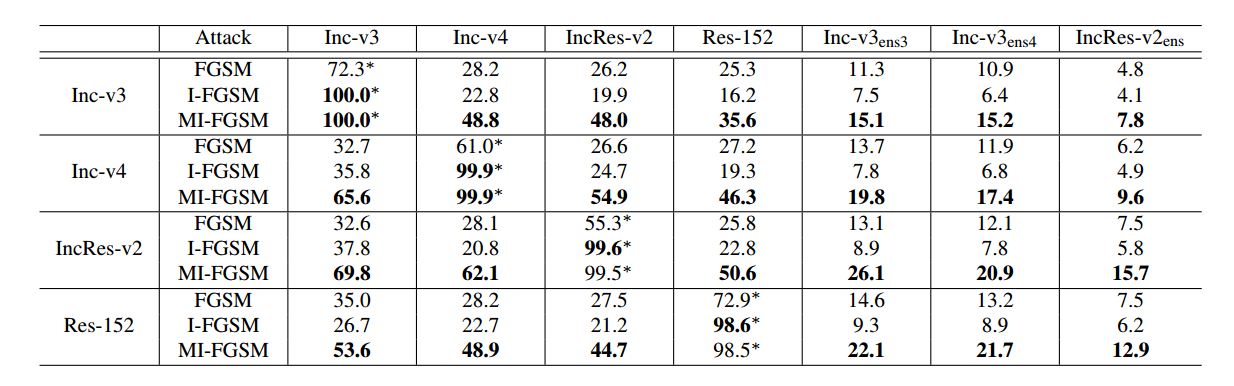 Attack Inc-v3 Inc-v4 IncRes-v2 Res-152 Inc-v3ens3 Inc-v3ens4 IncRes-v2ens
FGSM 72.3* 28.2 26.2 25.3 11.3 10.9 4.8
Inc-v3 I-FGSM 100.0* 22.8 19.9 16.2 7.5 6.4 4.1
MI-FGSM 100.0* 48.8 48.0 35.6 15.1 15.2 7.8
FGSM 32.7 61.0* 26.6 27.2 13.7 11.9 6.2
Inc-v4 I-FGSM 35.8 99.9* 24.7 19.3 7.8 6.8 4.9
MI-FGSM 65.6 99.9* 54.9 46.3 19.8 17.4 9.6
FGSM 32.6 28.1 55.3* 25.8 13.1 12.1 7.5
IncRes-v2 I-FGSM 37.8 20.8 99.6* 22.8 8.9 7.8 5.8
MI-FGSM 69.8 62.1 99.5* 50.6 26.1 20.9 15.7
FGSM 35.0 28.2 27.5 72.9* 14.6 13.2 7.5
Res-152 I-FGSM 26.7 22.7 21.2 98.6* 9.3 8.9 6.2
MI-FGSM 53.6 48.9 44.7 98.5* 22.1 21.7 12.9